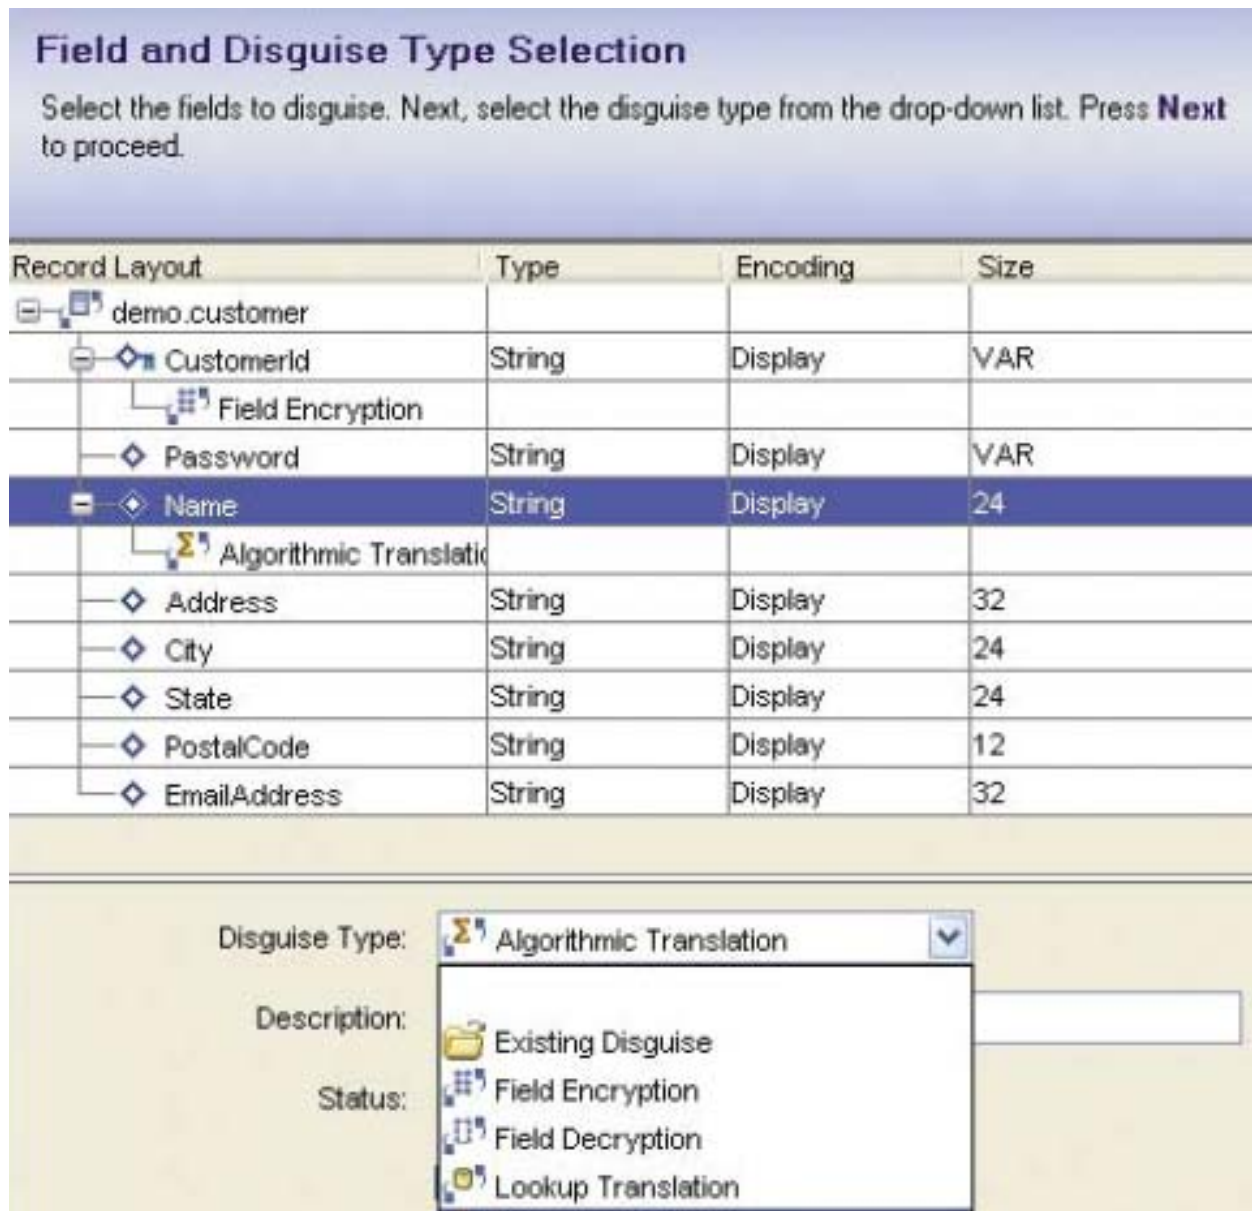 Field and Disguise Type Selection
Select the fields to disguise. Next, select the disguise type from the drop-down list. Press Next
to proceed.
Record Layout Type Encoding Size
demo.customer
CustomerId String Display VAR
Field Encryption
Password String Display VAR
Name String Display 24
Algorithmic Translatio
Address String Display 32
City String Display 24
State String Display 24
PostalCode String Display 12
EmailAddress String Display 32
Disguise Type: Algorithmic Translation
Description:
Existing Disguise
Field Encryption
Status:
Field Decryption
Lookup Translation